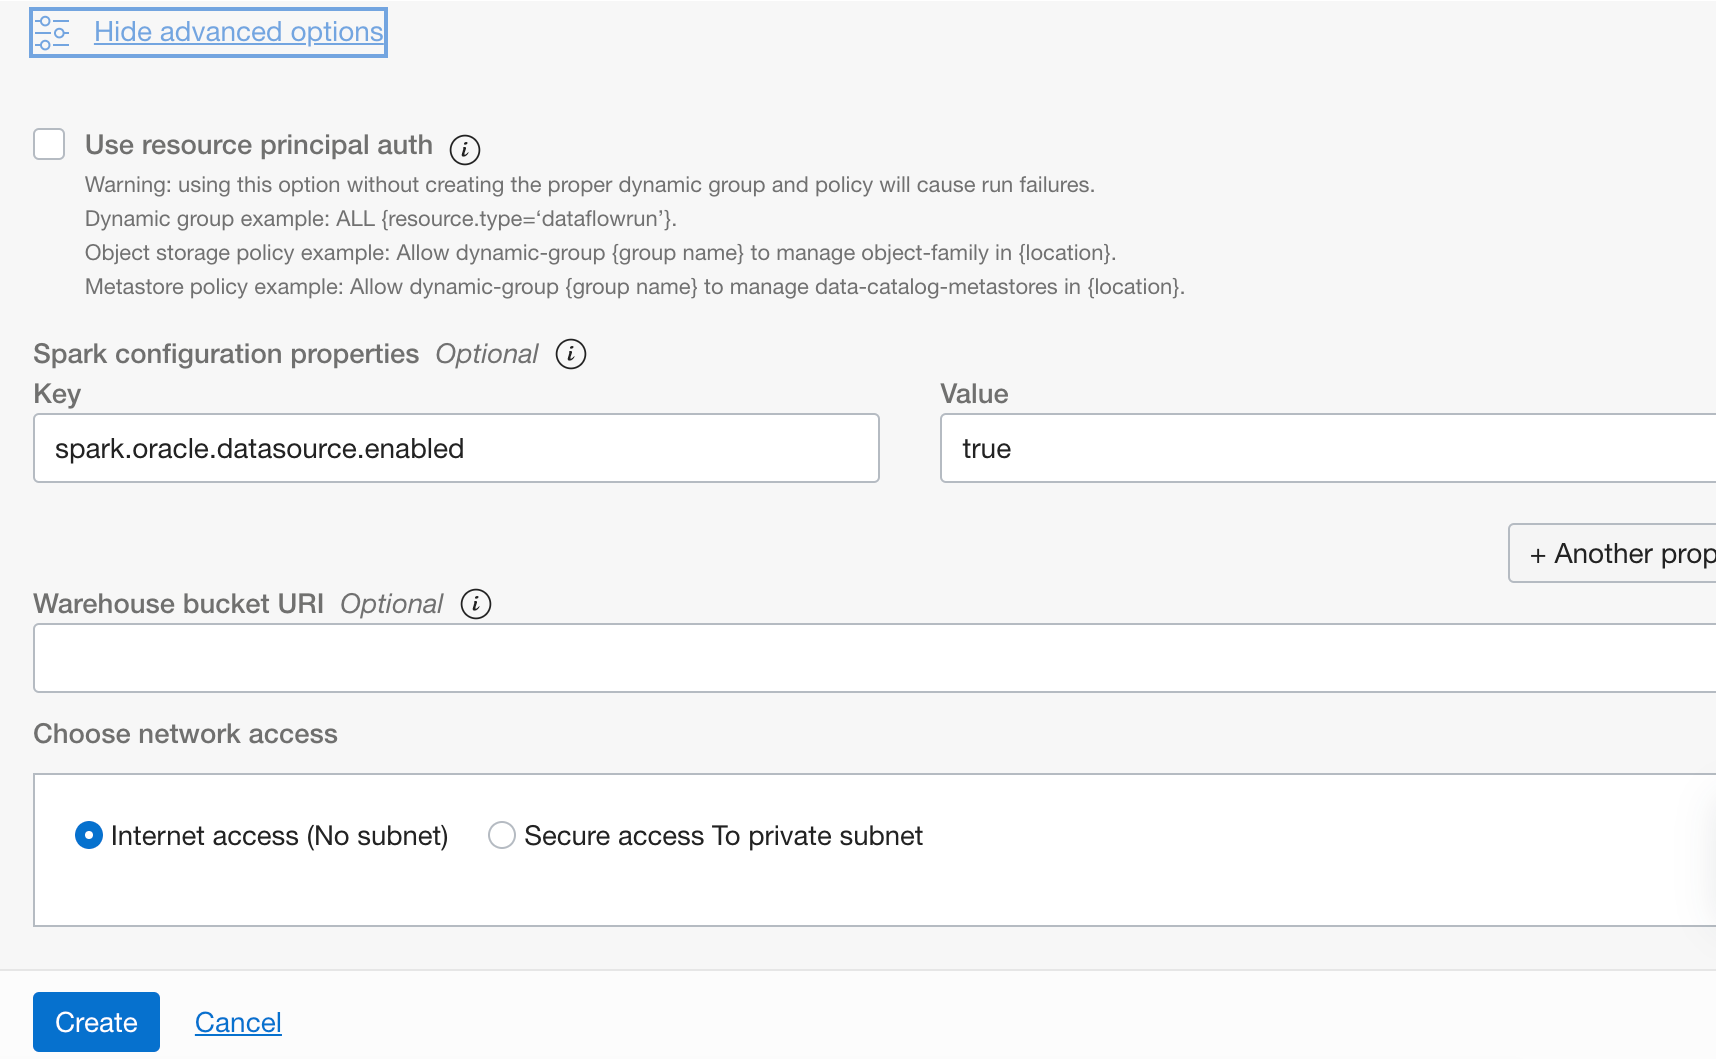 Hide advanced options
Use resource principal auth i
Warning: using this option without creating the proper dynamic group and policy will cause run failures.
Dynamic group example: ALL {resource.type=‘dataflowrun’}.
Object storage policy example: Allow dynamic-group {group name} to manage object-family in {location}.
Metastore policy example: Allow dynamic-group {group name} to manage data-catalog-metastores in {location}.
Spark configuration properties Optional i
Key Value
spark.oracle.datasource.enabled true
+ Another prop
Warehouse bucket URI Optional i
Choose network access
Internet access (No subnet) Secure access To private subnet
Create Cancel